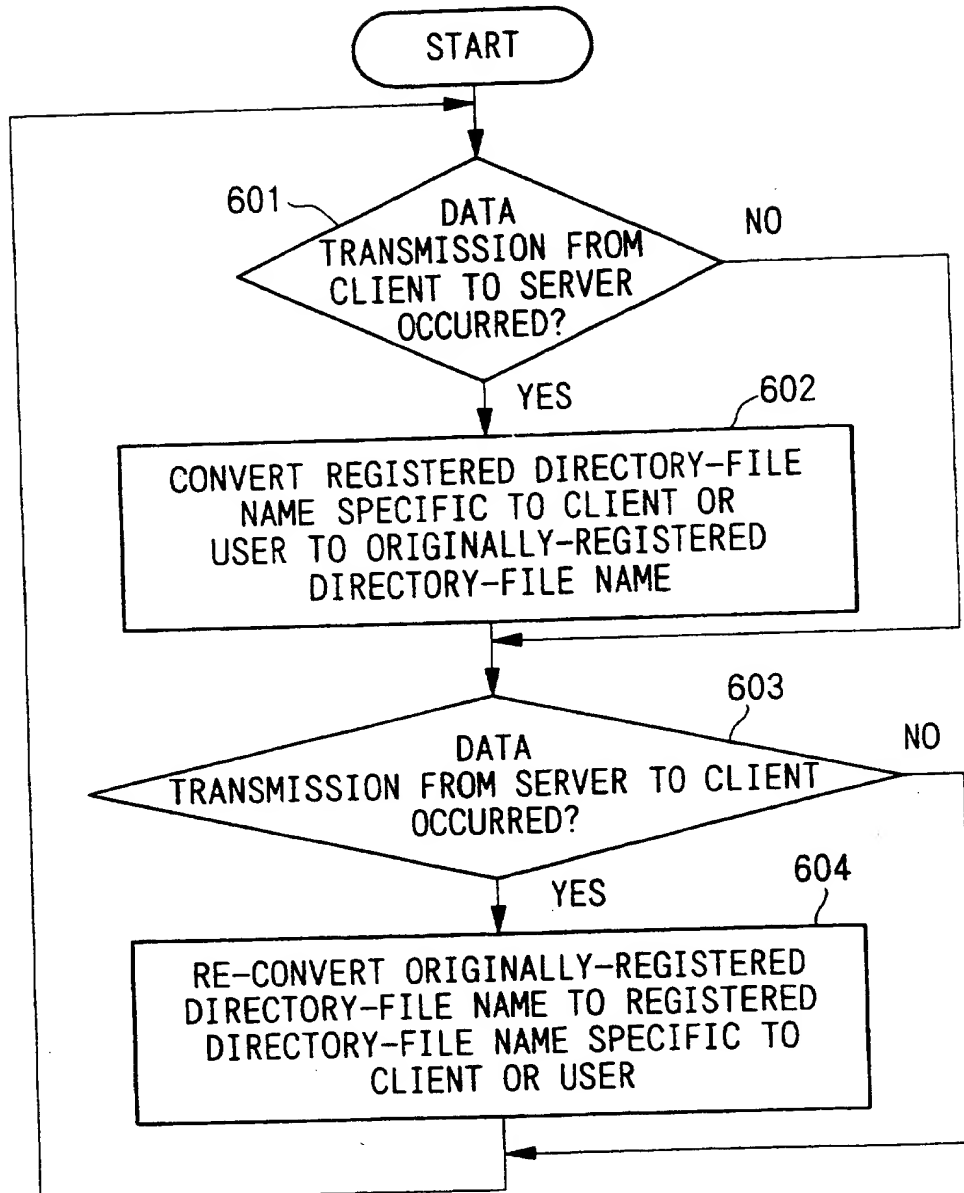 START
601
DATA
TRANSMISSION FROM
CLIENT TO SERVER
OCCURRED?
NO
YES
602
CONVERT REGISTERED DIRECTORY-FILE
NAME SPECIFIC TO CLIENT OR
USER TO ORIGINALLY-REGISTERED
DIRECTORY-FILE NAME
603
DATA
TRANSMISSION FROM SERVER TO CLIENT
OCCURRED?
NO
YES
604
RE-CONVERT ORIGINALLY-REGISTERED
DIRECTORY-FILE NAME TO REGISTERED
DIRECTORY-FILE NAME SPECIFIC TO
CLIENT OR USER